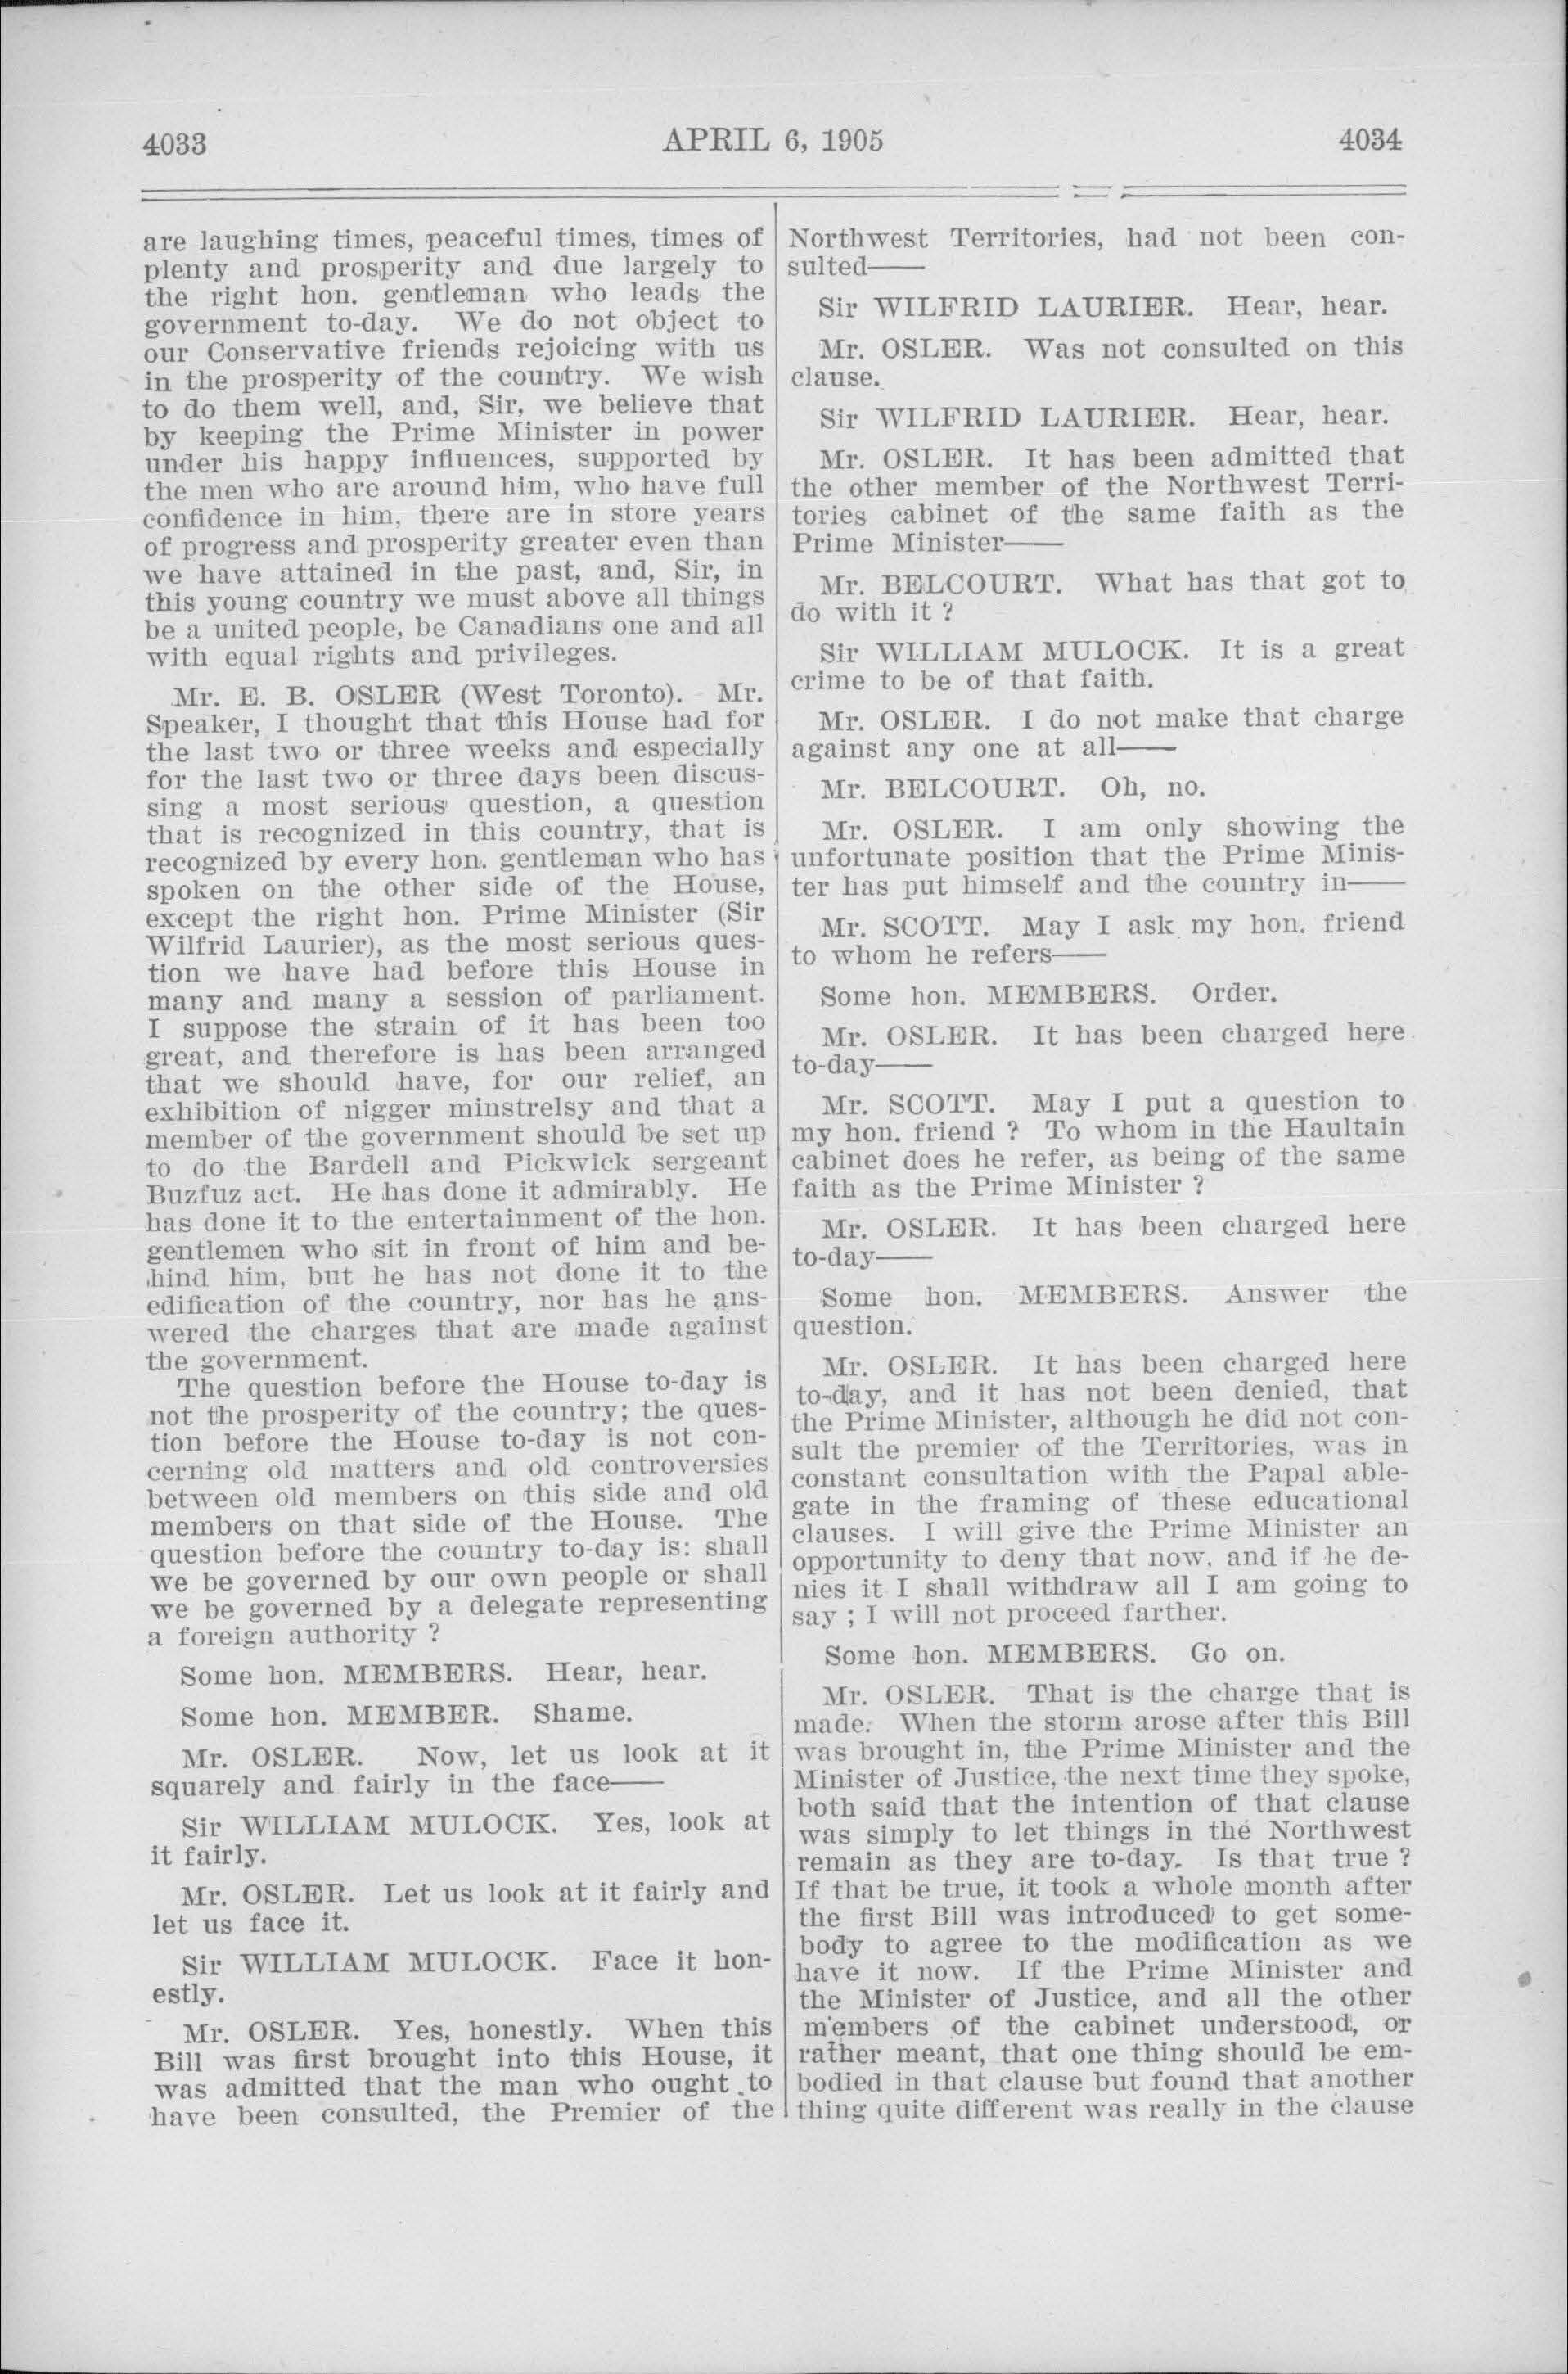 4033
APRIL 6, 1905
4034
are laughing times, peaceful times, times of
plenty and prosperity and due largely to
the right hon. gentleman who leads the
government to-day. We do not object to
our Conservative friends rejoicing with us
in the prosperity of the country. We wish
to do them well, and, Sir, we believe that
by keeping the Prime Minister in power
under his happy influences, supported by
the men who are around him, who have full
confidence in him, there are in store years
of progress and prosperity greater even than
we have attained in the past, and, Sir, in
this young country we must above all things
be a united people, be Canadians one and all
with equal rights and privileges.
Mr. E. B. OSLER (West Toronto). Mr.
Speaker, I thought that this House had for
the last two or three weeks and especially
for the last two or three days been discus-
sing a most serious question, a question
that is recognized in this country, that is
recognized by every hon. gentleman who has
spoken on the other side of the House,
except the right hon. Prime Minister (Sir
Wilfrid Laurier), as the most serious ques-
tion we have had before this House in
many and many a session of parliament.
I suppose the strain of it has been too
great, and therefore is has been arranged
that we should have, for our relief, an
exhibition of nigger minstrelsy and that a
member of the government should be set up
to do the Bardell and Pickwick sergeant
Buzfuz act. He has done it admirably. He
has done it to the entertainment of the hon.
gentlemen who sit in front of him and be-
hind him, but he has not done it to the
edification of the country, nor has he ans-
wered the charges that are made against
the government.
The question before the House to-day is
not the prosperity of the country; the ques-
tion before the House to-day is not con-
cerning old matters and old controversies
between old members on this side and old
members on that side of the House. The
question before the country to-day is: shall
we be governed by our own people or shall
we be governed by a delegate representing
a foreign authority ?
Some hon. MEMBERS. Hear, hear.
Some hon. MEMBER. Shame.
Mr. OSLER. Now, let us look at it
squarely and fairly in the face——
Sir WILLIAM MULOCK. Yes, look at
it fairly.
Mr. OSLER. Let us look at it fairly and
let us face it.
Sir WILLIAM MULOCK. Face it hon-
estly.
Mr. OSLER. Yes, honestly. When this
Bill was first brought into this House, it
was admitted that the man who ought to
have been consulted, the Premier of the
Northwest Territories, had not been con-
sulted——
Sir WILFRID LAURIER. Hear, hear.
Mr. OSLER. Was not consulted on this
clause.
Sir WILFRID LAURIER. Hear, hear.
Mr. OSLER. It has been admitted that
the other member of the Northwest Terri-
tories cabinet of the same faith as the
Prime Minister——
Mr. BELCOURT. What has that got to
do with it ?
Sir WILLIAM MULOCK. It is a great
crime to be of that faith.
Mr. OSLER. I do not make that charge
against any one at all——
Mr. BELCOURT. Oh, no.
Mr. OSLER. I am only showing the
unfortunate position that the Prime Minis-
ter has put himself and the country in——
Mr. SCOTT. May I ask my hon. friend
to whom he refers——
Some hon. MEMBERS. Order.
Mr. OSLER. It has been charged here
to-day——
Mr. SCOTT. May I put a question to
my hon. friend ? To whom in the Haultain
cabinet does he refer, as being of the same
faith as the Prime Minister ?
Mr. OSLER. It has been charged here
to-day——
Some hon. MEMBERS. Answer the
question.
Mr. OSLER. It has been charged here
to-day, and it has not been denied, that
the Prime Minister, although he did not con-
sult the premier of the Territories, was in
constant consultation with the Papal able-
gate in the framing of these educational
clauses. I will give the Prime Minister an
opportunity to deny that now, and if he de-
nies it I shall withdraw all I am going to
say ; I will not proceed farther.
Some hon. MEMBERS. Go on.
Mr. OSLER. That is the charge that is
made. When the storm arose after this Bill
was brought in, the Prime Minister and the
Minister of Justice, the next time they spoke,
both said that the intention of that clause
was simply to let things in the Northwest
remain as they are to-day. Is that true ?
If that be true, it took a whole month after
the first Bill was introduced to get some-
body to agree to the modification as we
have it now. If the Prime Minister and
the Minister of Justice, and all the other
members of the cabinet understood, or
rather meant, that one thing should be em-
bodied in that clause but found that another
thing quite different was really in the clause